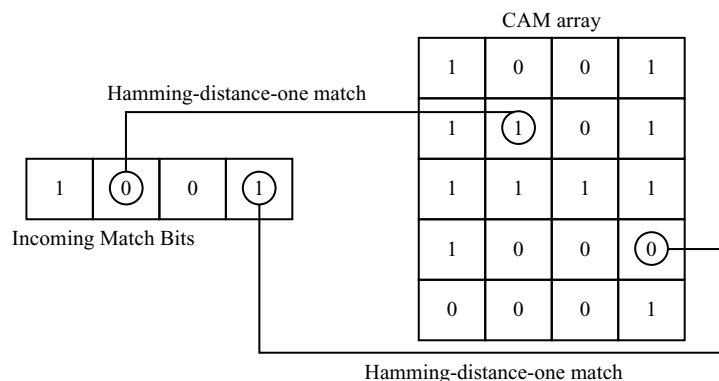 CAM array
1 0 0 1
Hamming-distance-one match
1 1 0 1
1 0 0 1
1 1 1 1
Incoming Match Bits
1 0 0 0
0 0 0 1
Hamming-distance-one match